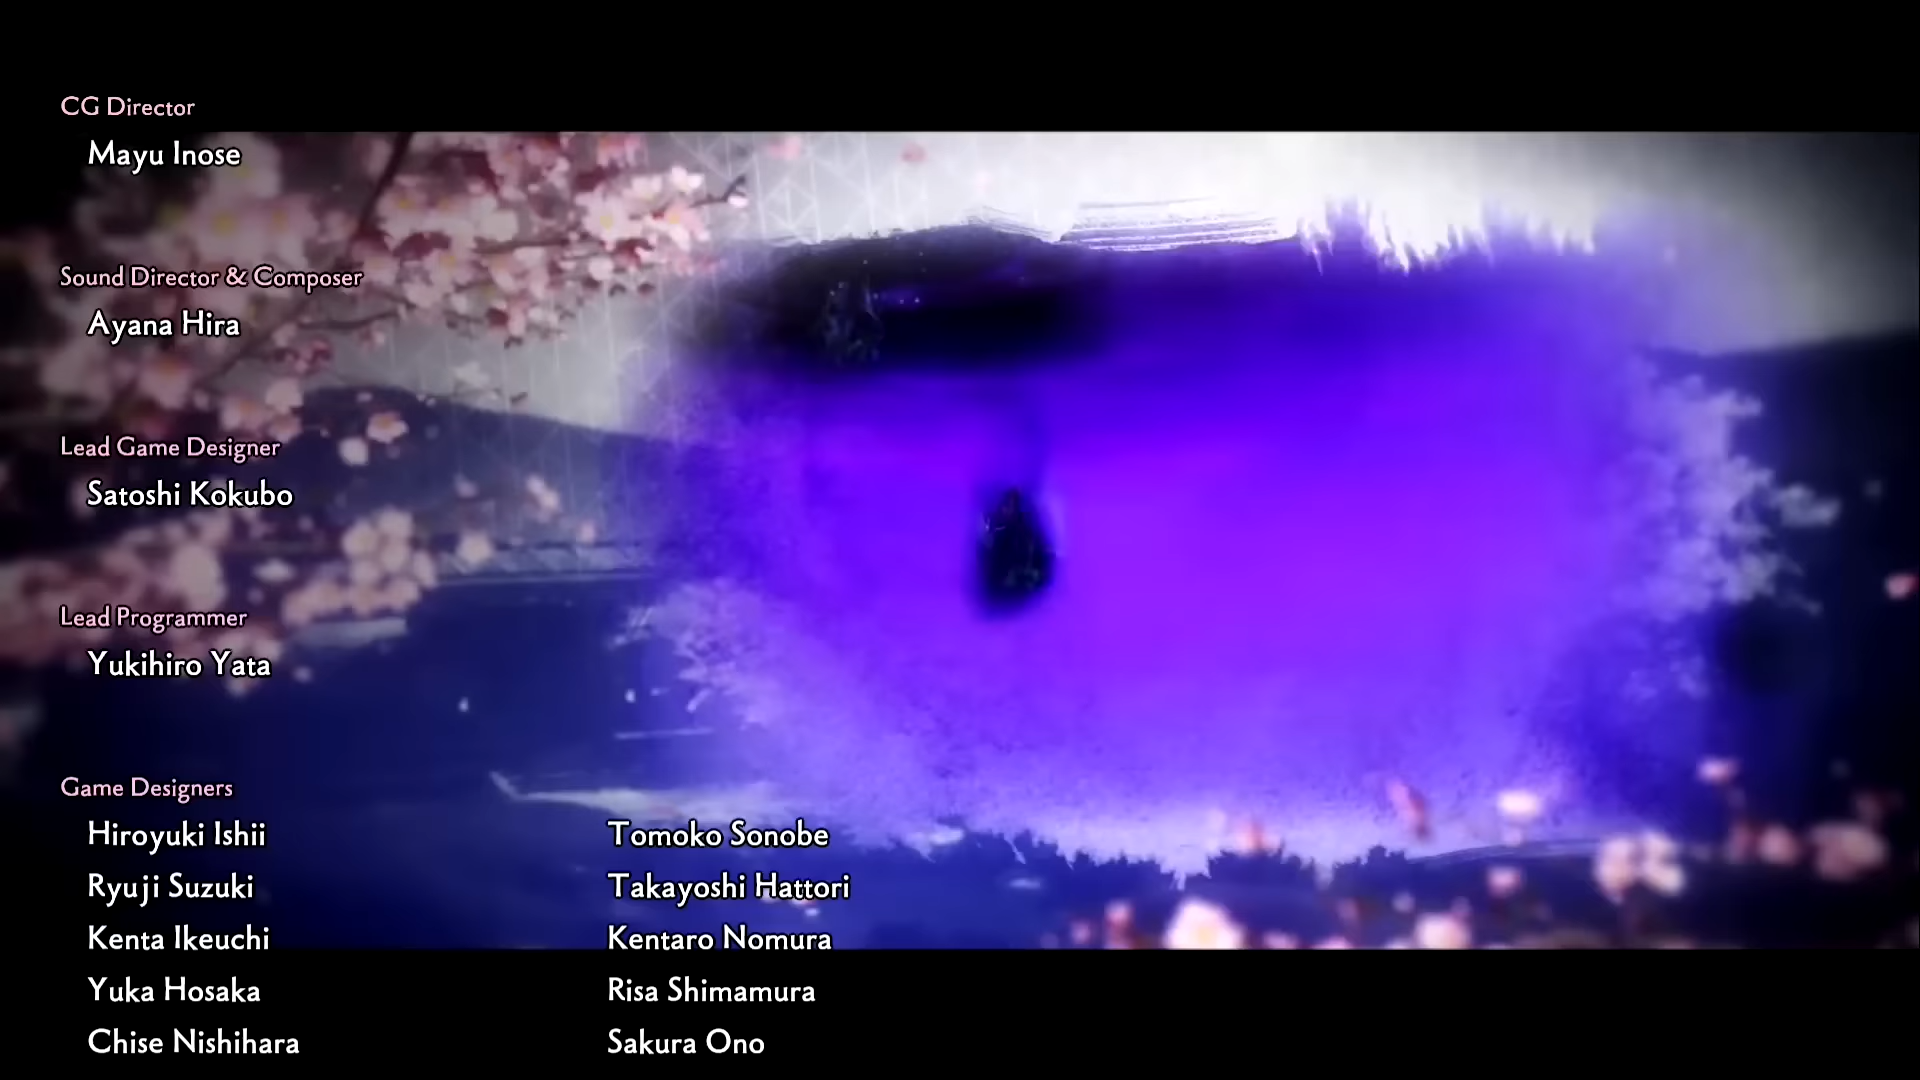 CG Director
Mayu Inose
Sound Director & Composer
Ayana Hira
Lead Game Designer
Satoshi Kokubo
Lead Programmer
Yukihiro Yata
Game Designers
Hiroyuki Ishii
Tomoko Sonobe
Ryuji Suzuki
Takayoshi Hattori
Kenta Ikeuchi
Kentaro Nomura
Yuka Hosaka
Risa Shimamura
Chise Nishihara
Sakura Ono